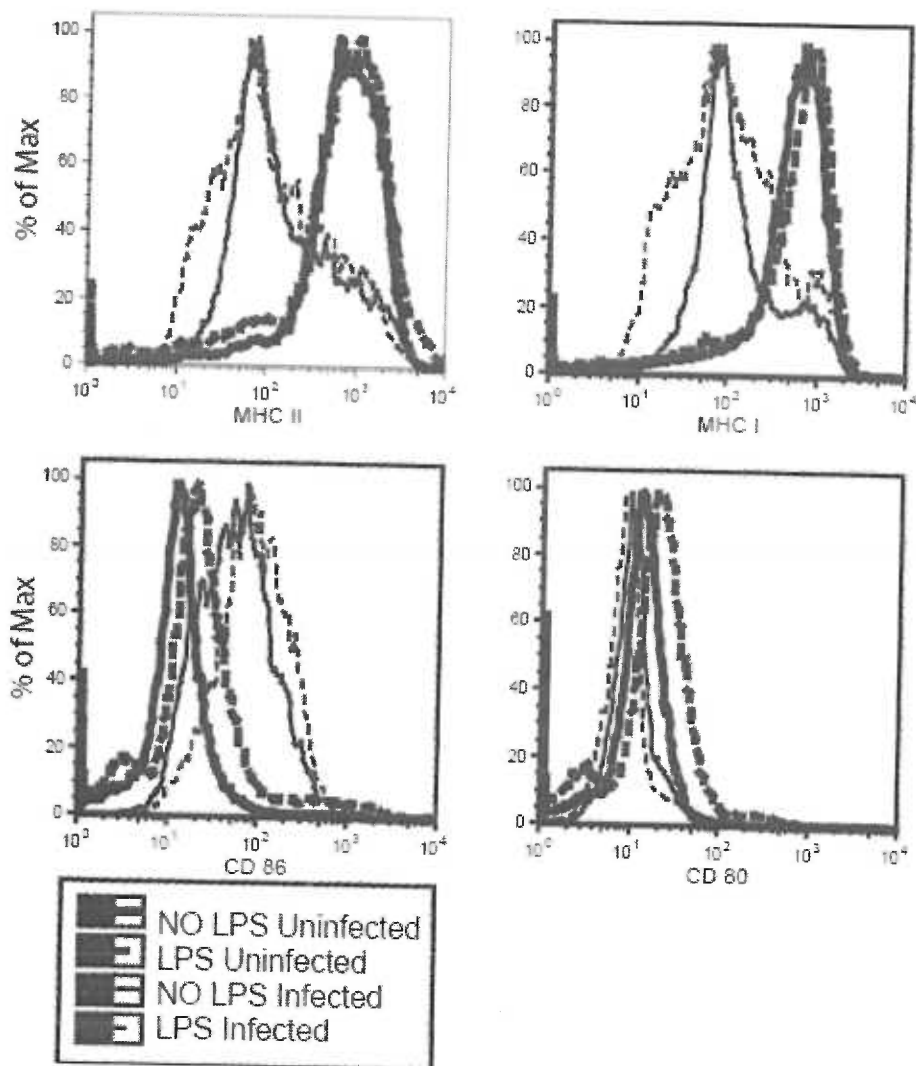 % of Max
100
80
60
40
20
0
10⁰ 10¹ 10² 10³ 10⁴
MHC II
100
80
60
40
20
0
10⁰ 10¹ 10² 10³ 10⁴
MHC I
% of Max
100
80
60
40
20
0
10⁰ 10¹ 10² 10³ 10⁴
CD 86
100
80
60
40
20
0
10⁰ 10¹ 10² 10³ 10⁴
CD 80
NO LPS Uninfected
LPS Uninfected
NO LPS Infected
LPS Infected